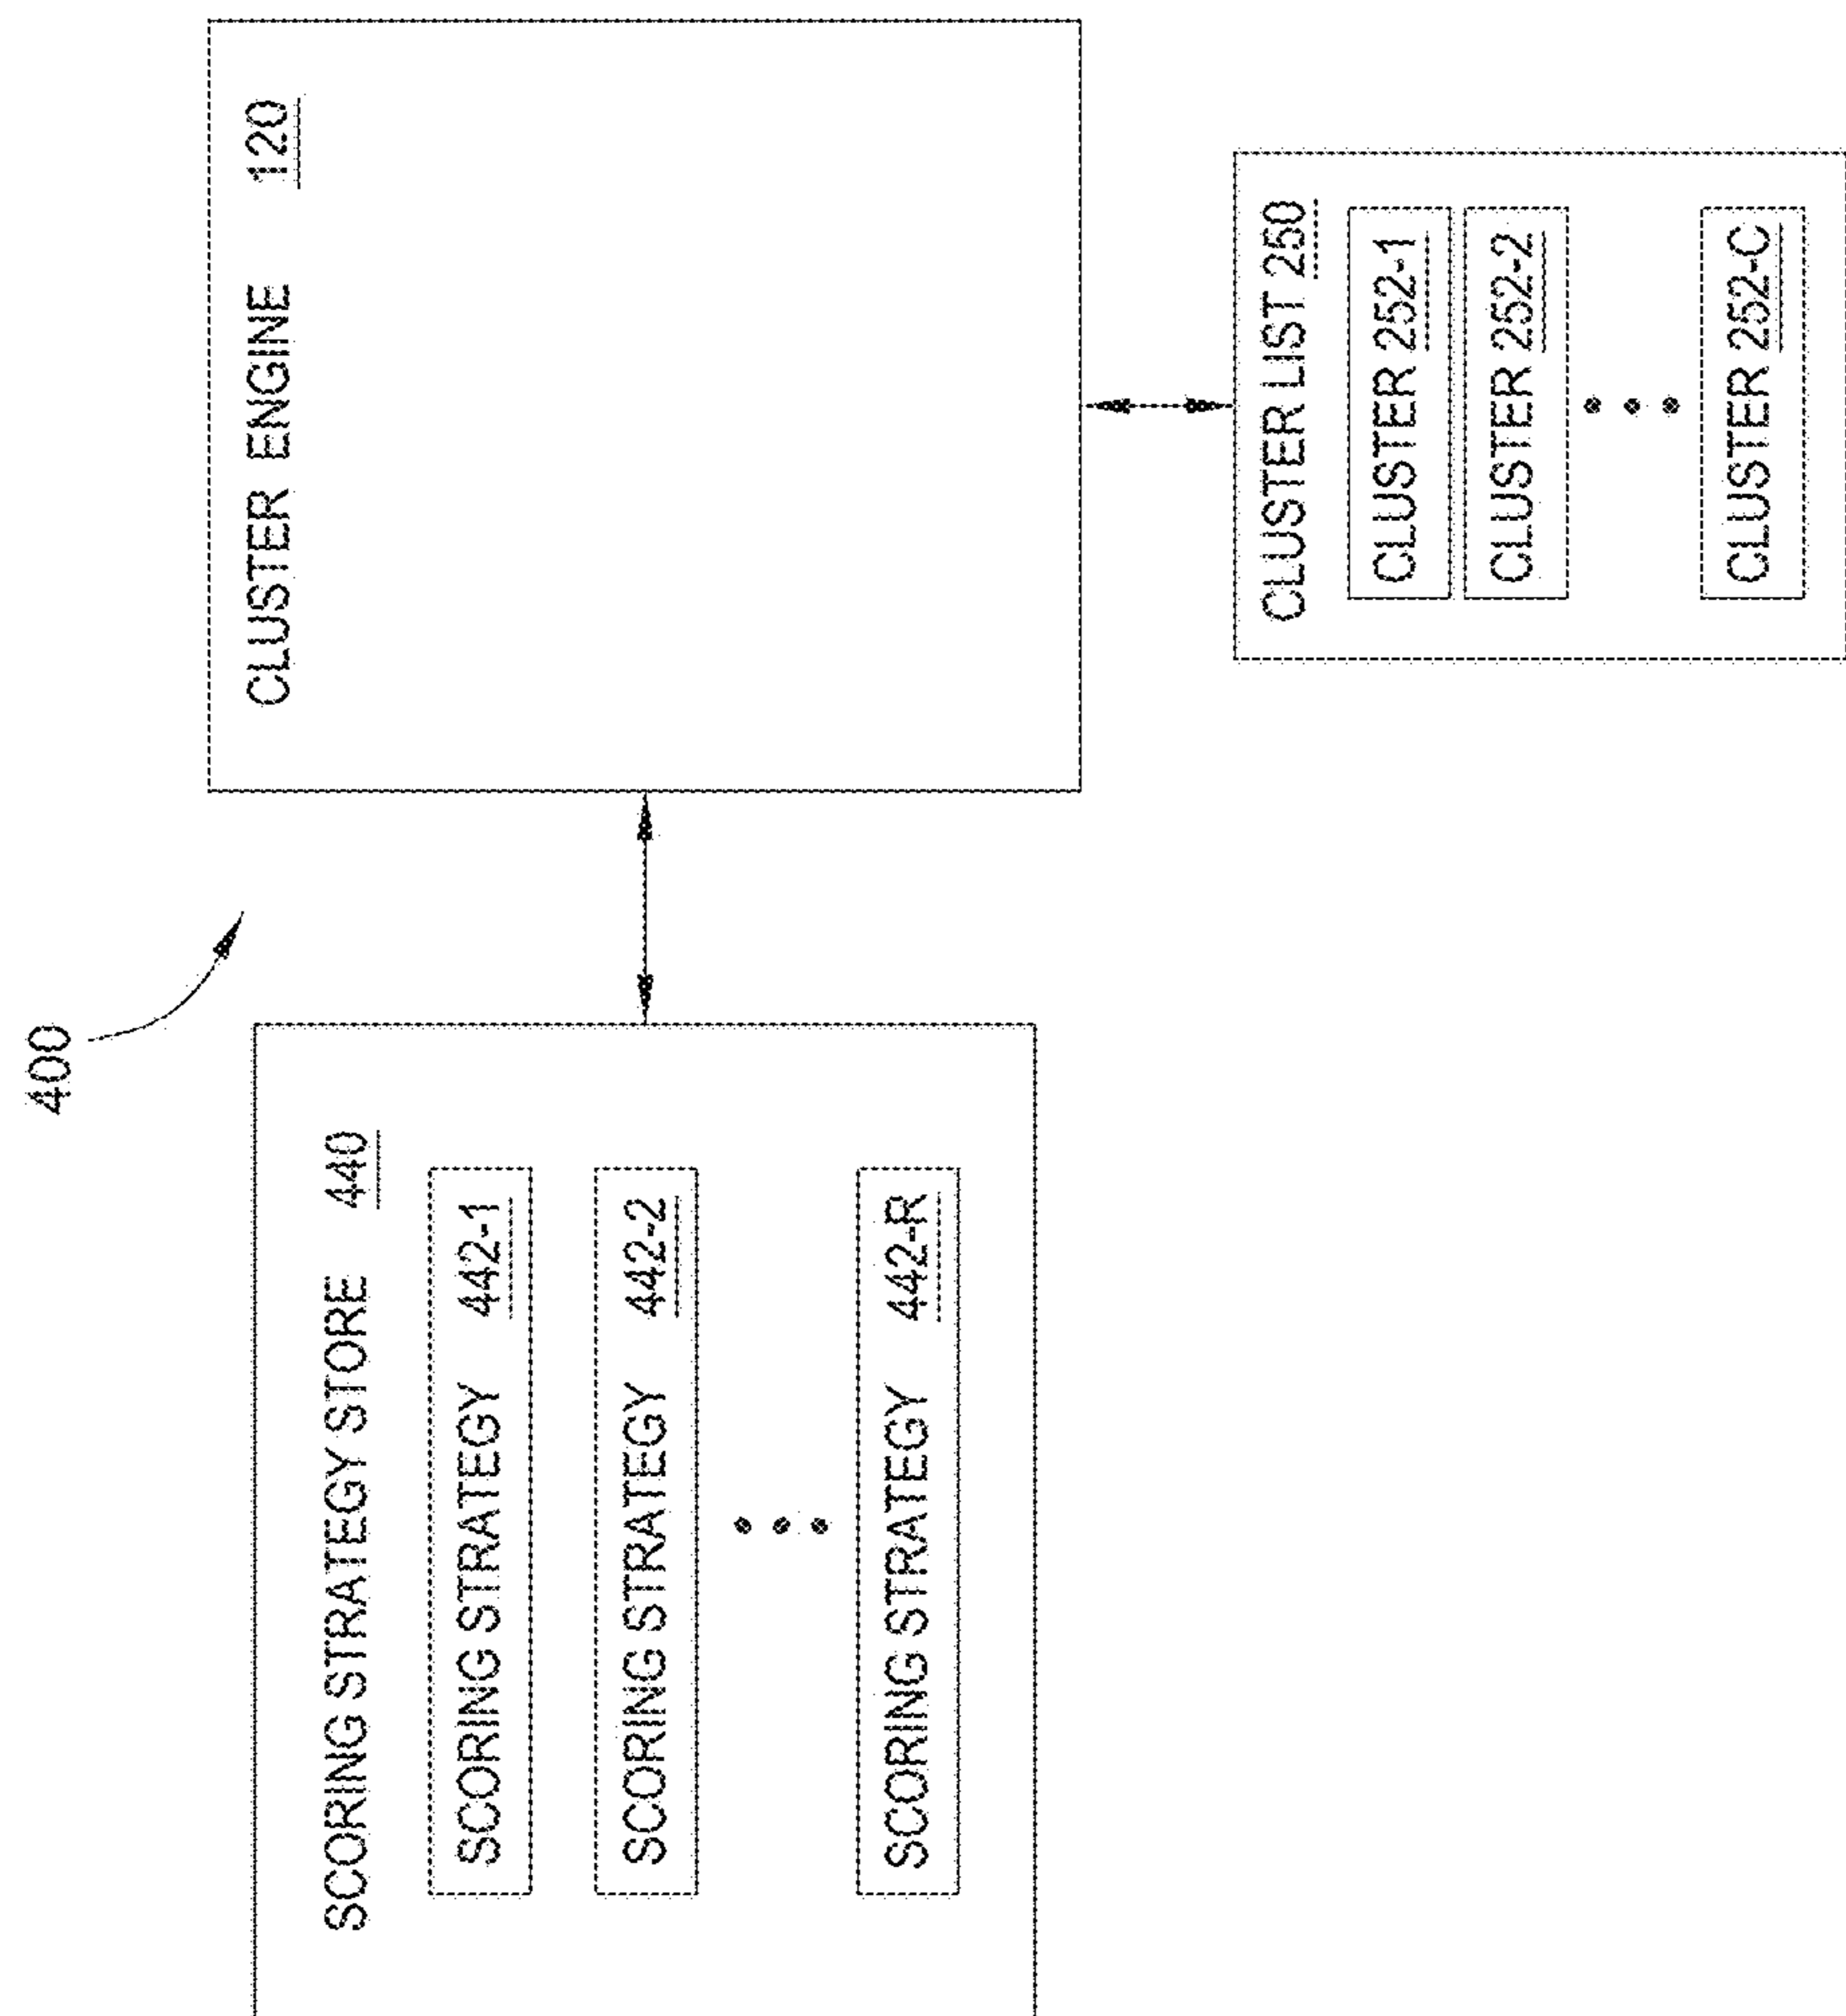 400
SCORING STRATEGY STORE 440
SCORING STRATEGY 442-1
SCORING STRATEGY 442-2
SCORING STRATEGY 442-R
CLUSTER ENGINE 120
CLUSTER LIST 250
CLUSTER 252-1
CLUSTER 252-2
CLUSTER 252-C